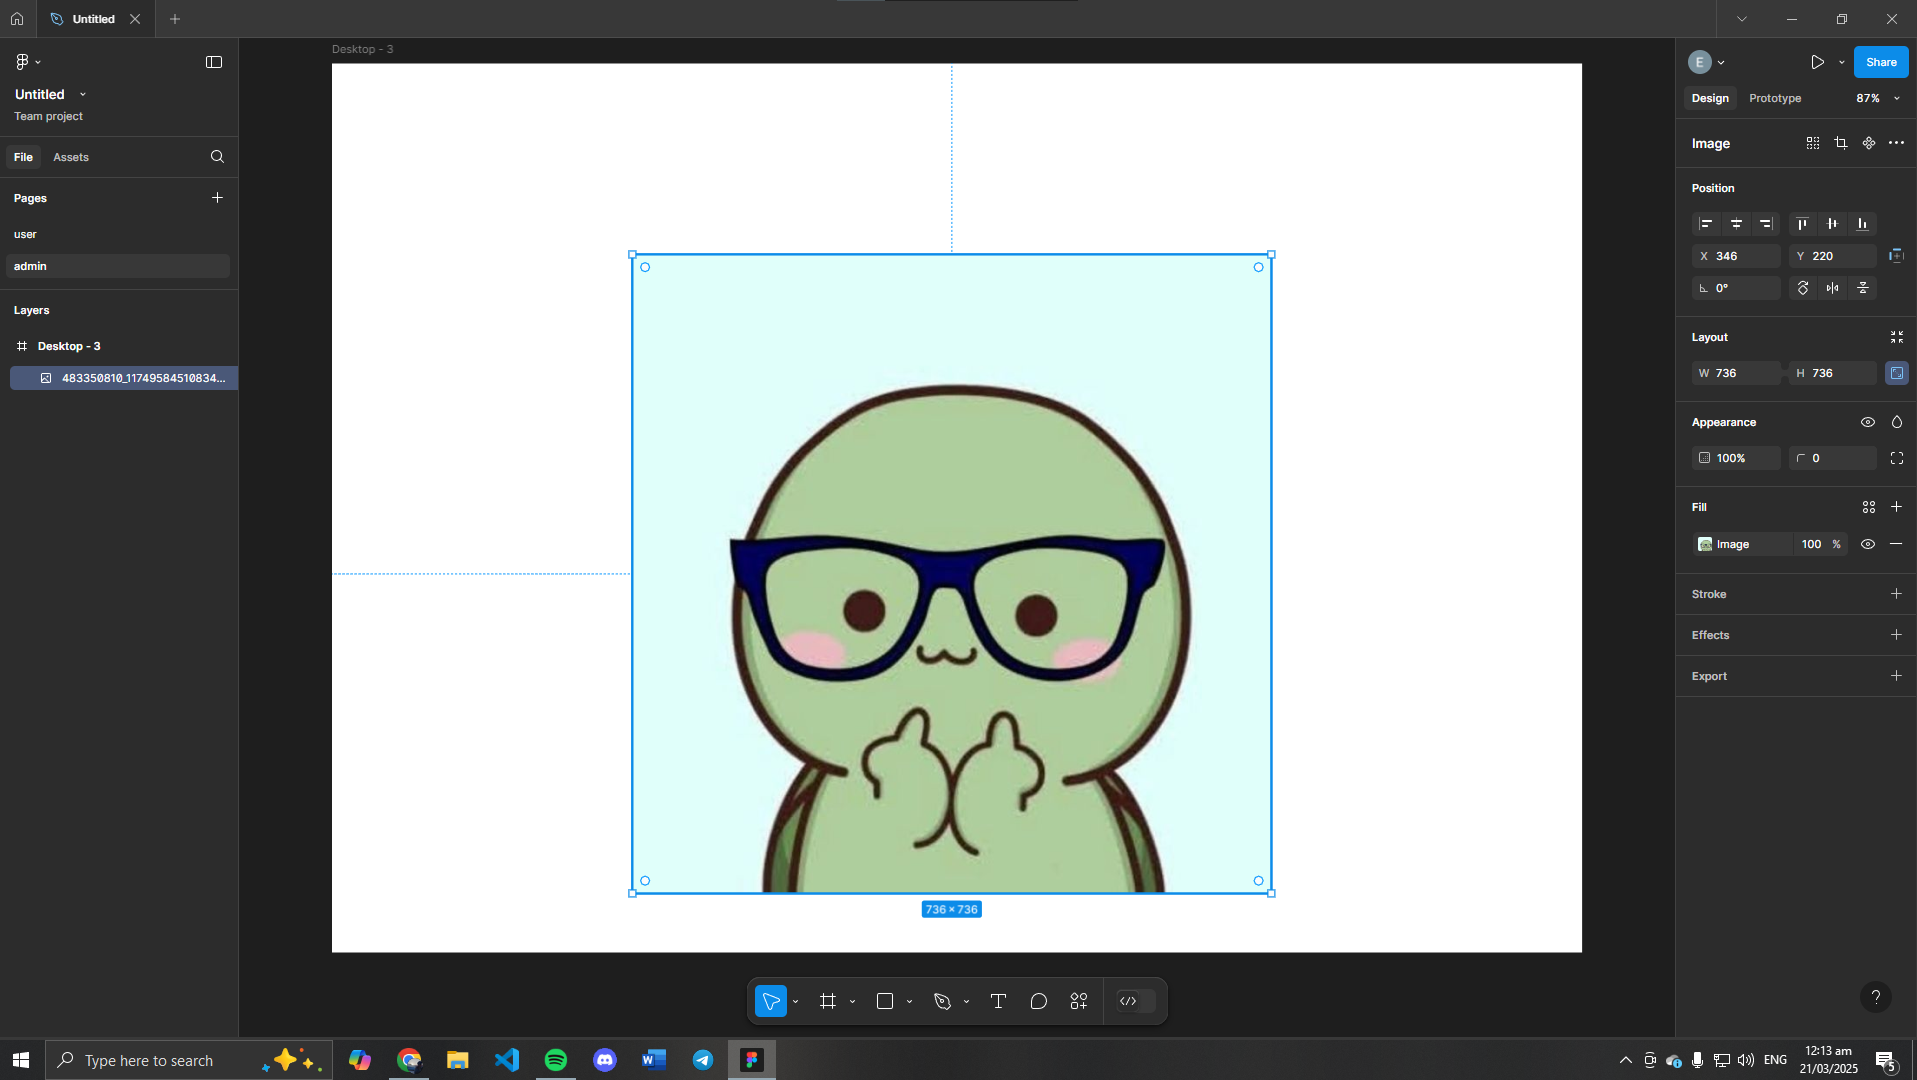 Untitled
Desktop - 3
Untitled
Team project
File Assets
Pages
user
admin
Layers
Desktop - 3
483350810_11749584510834...
736 × 736
E
Share
Design Prototype 87%
Image
Position
X 346 Y 220
0°
Layout
W 736 H 736
Appearance
100% 0
Fill
Image 100 %
Stroke
Effects
Export
?
Type here to search
W
ENG
12:13 am
21/03/2025
5